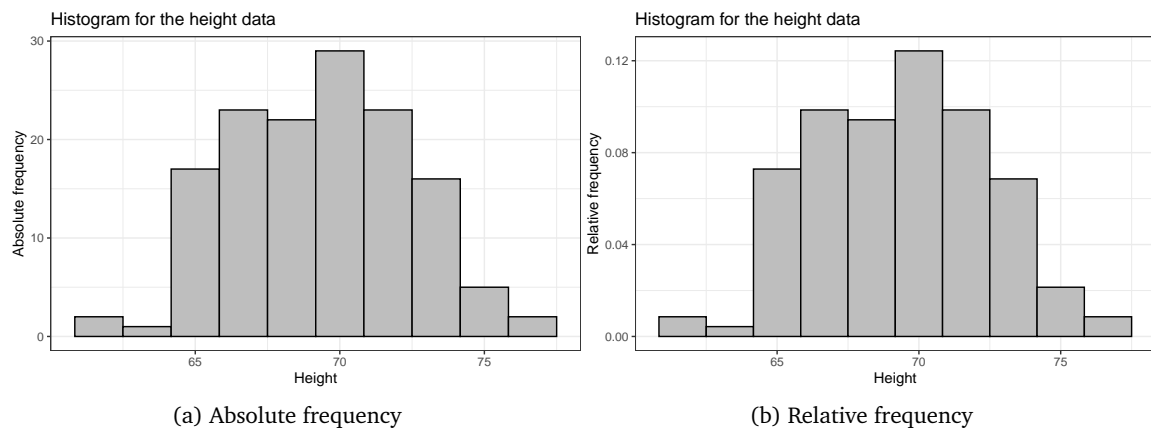 Histogram for the height data
30
20
10
0
Absolute frequency
65 70 75
Height
(a) Absolute frequency
Histogram for the height data
0.12
0.08
0.04
0.00
Relative frequency
65 70 75
Height
(b) Relative frequency